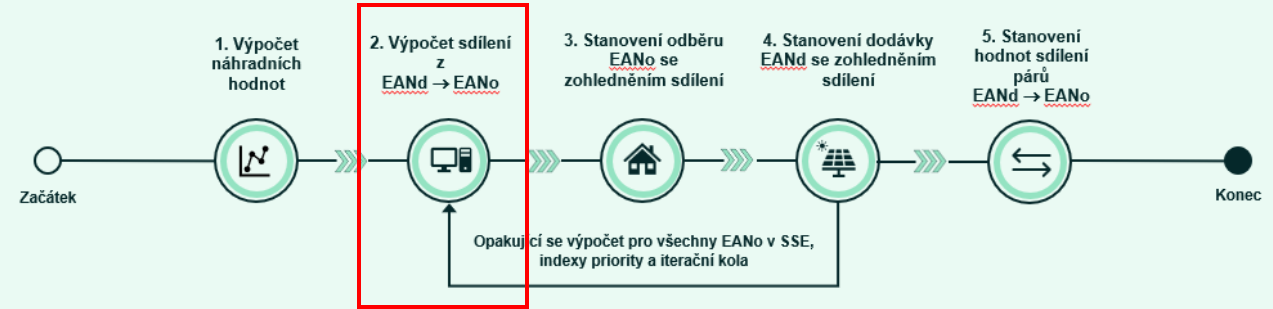 1. Výpočet
náhradních
hodnot
2. Výpočet sdílení
z
EANd → EANo
3. Stanovení odběru
EANo se
zohledněním sdílení
4. Stanovení dodávky
EANd se zohledněním
sdílení
5. Stanovení
hodnot sdílení
párů
EANd → EANo
Začátek
Konec
Opakující se výpočet pro všechny EANo v SSE,
indexy priority a iterační kola